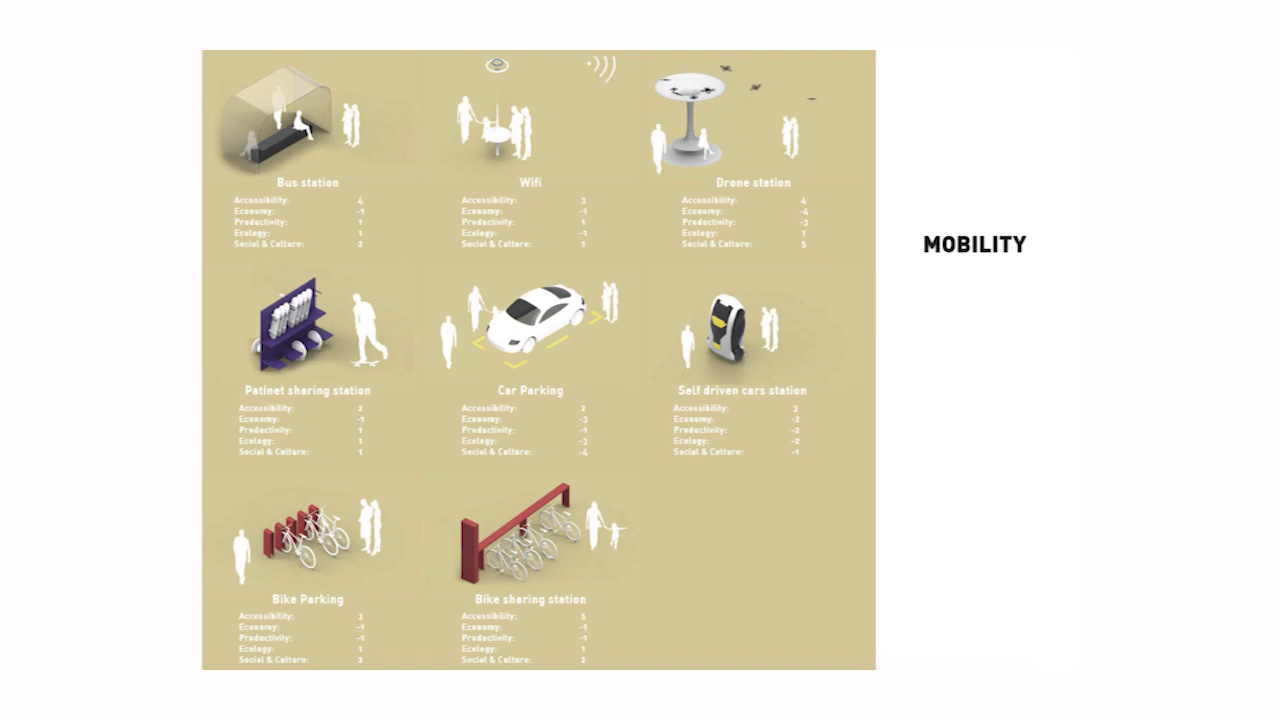 Bus station
Accessibility: 4
Economy: -1
Productivity: 1
Ecology: 1
Social & Culture: 2
Wifi
Accessibility: 3
Economy: -1
Productivity: 1
Ecology: -1
Social & Culture: 1
Drone station
Accessibility: 4
Economy: -4
Productivity: -3
Ecology: 1
Social & Culture: 5
MOBILITY
Patinet sharing station
Accessibility: 2
Economy: -1
Productivity: 1
Ecology: 1
Social & Culture: 1
Car Parking
Accessibility: 2
Economy: -3
Productivity: -1
Ecology: -3
Social & Culture: -4
Self driven cars station
Accessibility: 3
Economy: -2
Productivity: -2
Ecology: -2
Social & Culture: -1
Bike Parking
Accessibility: 3
Economy: -1
Productivity: -1
Ecology: 1
Social & Culture: 2
Bike sharing station
Accessibility: 5
Economy: -1
Productivity: -1
Ecology: 1
Social & Culture: 2